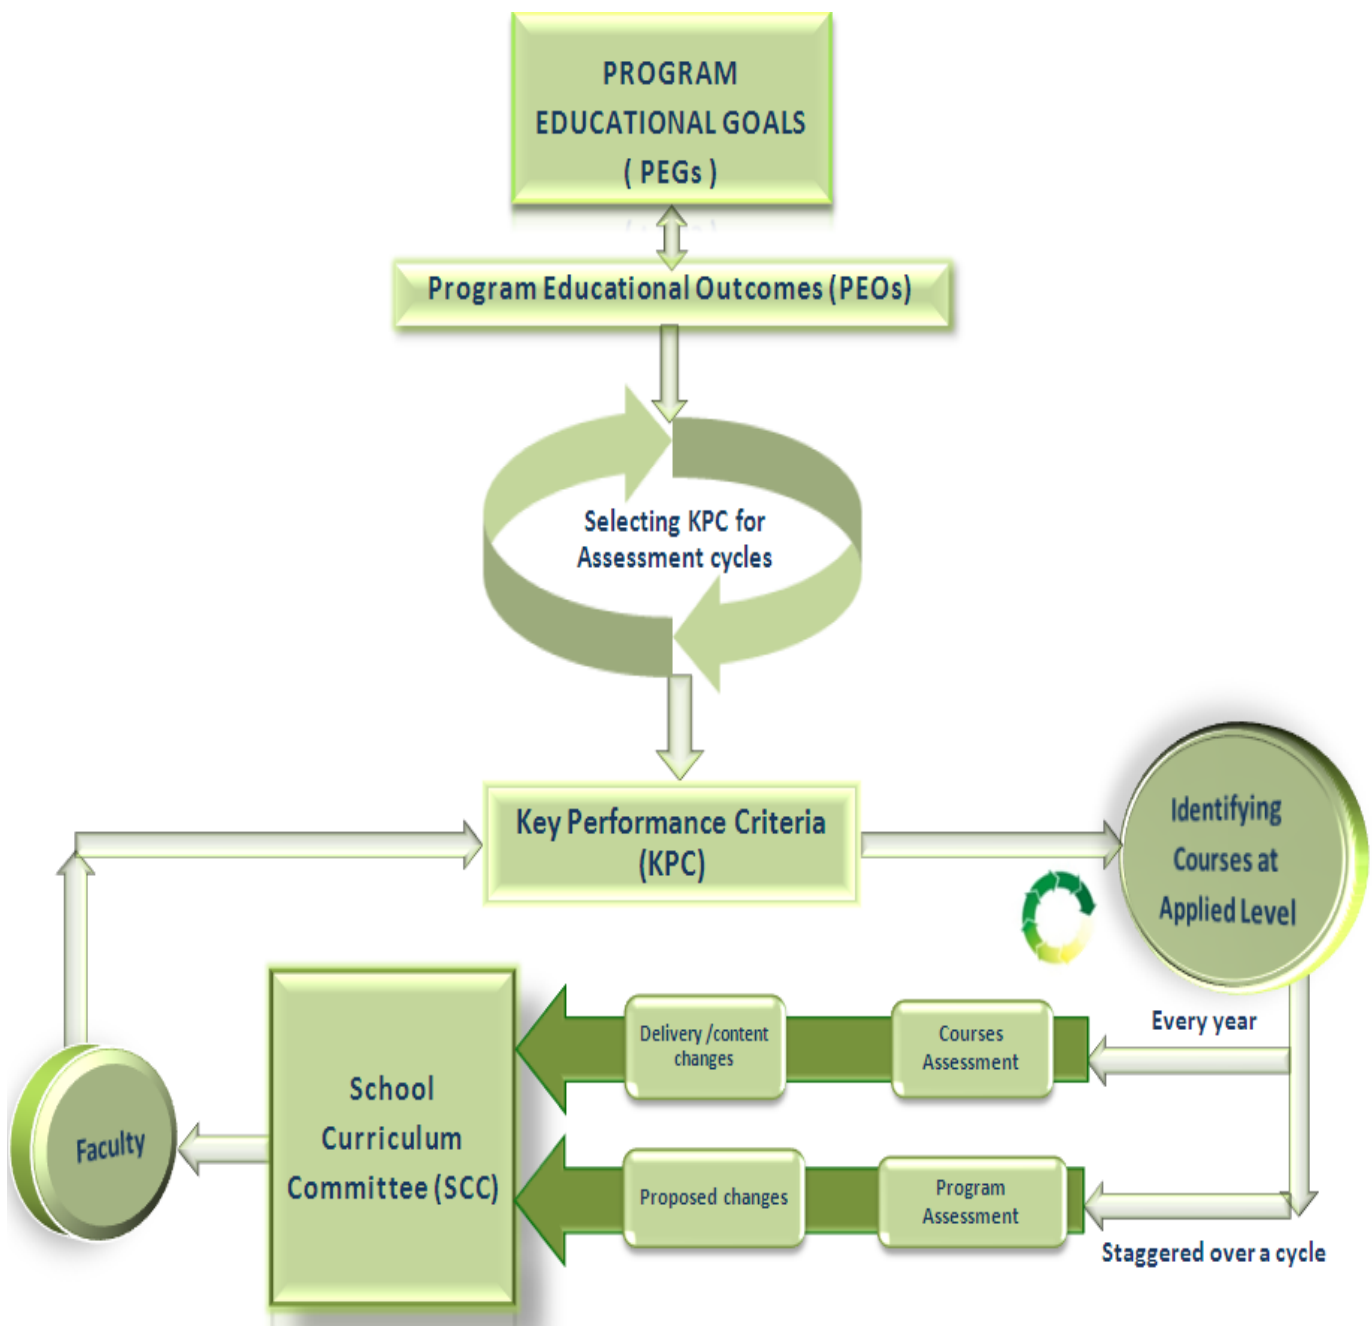 PROGRAM
EDUCATIONAL GOALS
( PEGs )
Program Educational Outcomes (PEOs)
Selecting KPC for
Assessment cycles
Key Performance Criteria
(KPC)
Identifying
Courses at
Applied Level
Every year
Delivery /content
changes
Courses
Assessment
School
Curriculum
Committee (SCC)
Faculty
Proposed changes
Program
Assessment
Staggered over a cycle